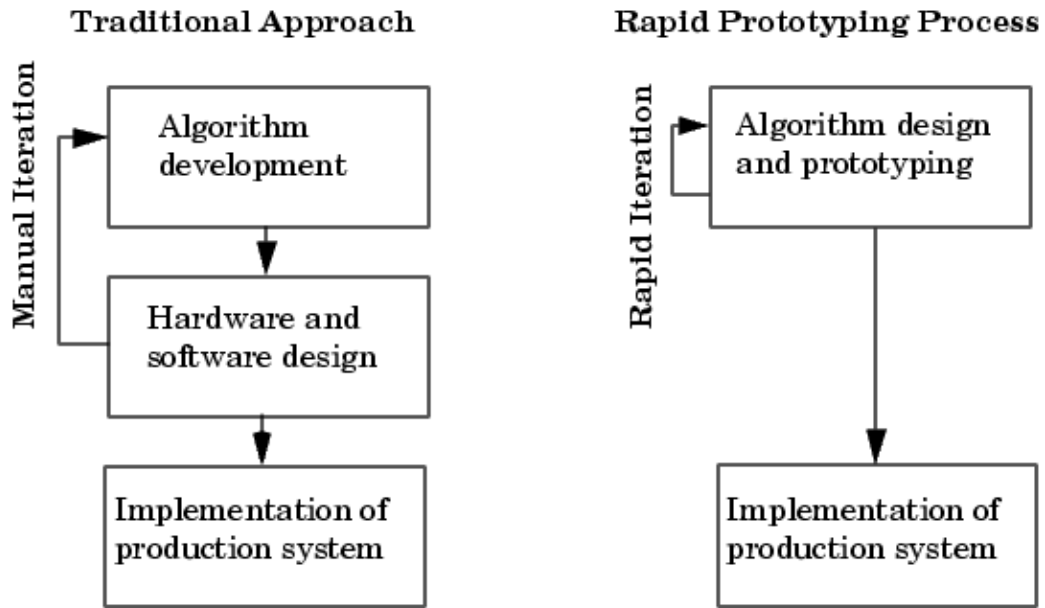 Traditional Approach
Manual Iteration
Algorithm
development
Hardware and
software design
Implementation of
production system
Rapid Prototyping Process
Rapid Iteration
Algorithm design
and prototyping
Implementation of
production system